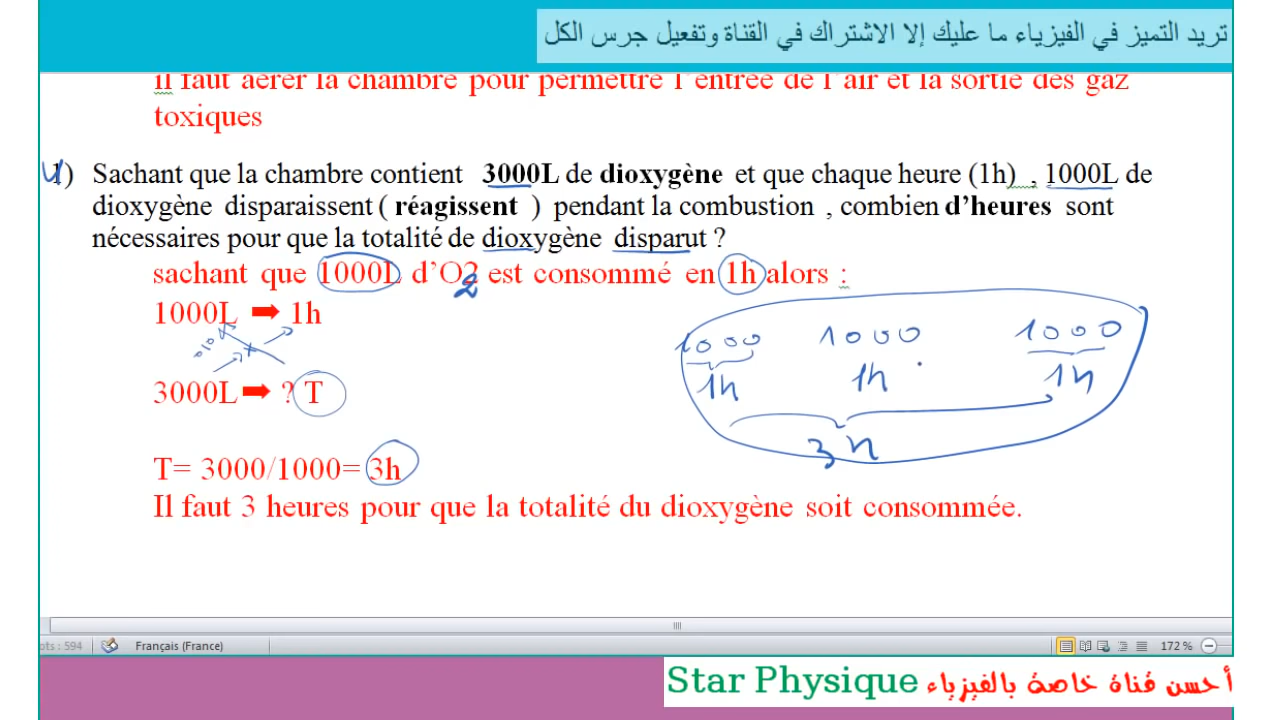 تريد التميز في الفيزياء ما عليك إلا الاشتراك في القناة وتفعيل جرس الكل
il faut aérer la chambre pour permettre l'entrée de l'air et la sortie des gaz
toxiques
4) Sachant que la chambre contient 3000L de dioxygène et que chaque heure (1h) , 1000L de
dioxygène disparaissent ( réagissent ) pendant la combustion , combien d'heures sont
nécessaires pour que la totalité de dioxygène disparut ?
sachant que 1000L d'O2 est consommé en 1h alors :
1000L ➡ 1h
3000L ➡ ? T
1000 1000 1000
1h 1h 1h
3h
T= 3000/1000= 3h
Il faut 3 heures pour que la totalité du dioxygène soit consommée.
ots : 594 Français (France) 172 %
Star Physique أحسن قناة خاصة بالفيزياء